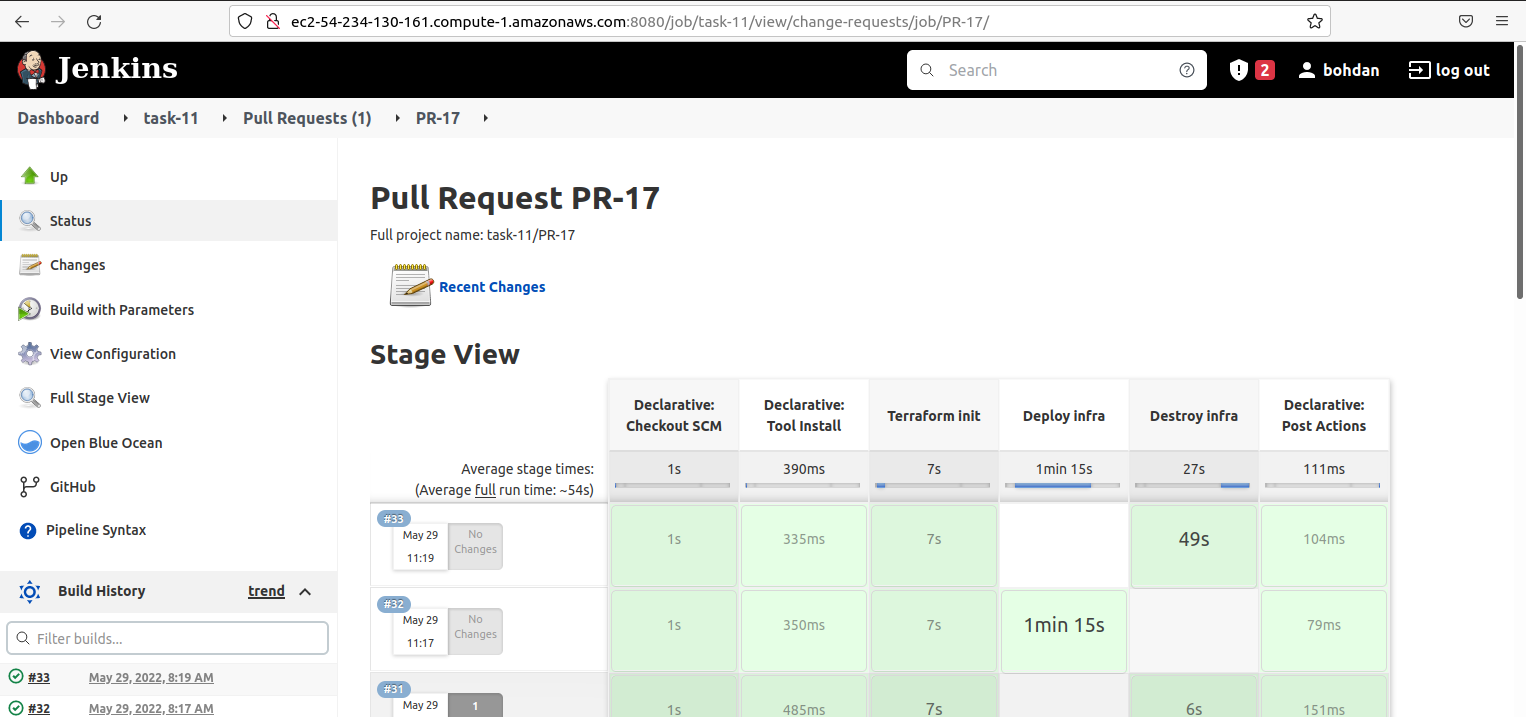 ec2-54-234-130-161.compute-1.amazonaws.com:8080/job/task-11/view/change-requests/job/PR-17/
Jenkins
Search
2
bohdan
log out
Dashboard
task-11
Pull Requests (1)
PR-17
Up
Status
Changes
Build with Parameters
View Configuration
Full Stage View
Open Blue Ocean
GitHub
Pipeline Syntax
Build History
trend
Filter builds...
#33 May 29, 2022, 8:19 AM
#32 May 29, 2022, 8:17 AM
Pull Request PR-17
Full project name: task-11/PR-17
Recent Changes
Stage View
Declarative: Checkout SCM
Declarative: Tool Install
Terraform init
Deploy infra
Destroy infra
Declarative: Post Actions
Average stage times:
(Average full run time: ~54s)
1s 390ms 7s 1min 15s 27s 111ms
#33
May 29
11:19
No Changes
1s 335ms 7s 49s 104ms
#32
May 29
11:17
No Changes
1s 350ms 7s 1min 15s 79ms
#31
May 29
1
1s 485ms 7s 6s 151ms